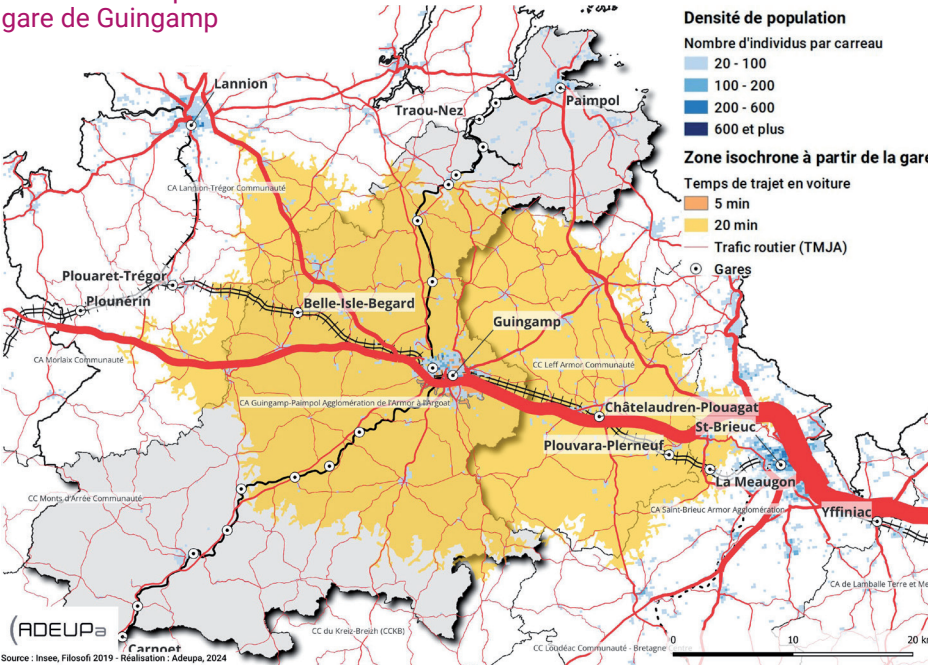 gare de Guingamp
Densité de population
Nombre d'individus par carreau
20 - 100
100 - 200
200 - 600
600 et plus
Zone isochrone à partir de la gare
Temps de trajet en voiture
5 min
20 min
Trafic routier (TMJA)
Gares
Lannion
Traou-Nez
Paimpol
CA Lannion-Trégor Communauté
Plouaret-Trégor
Plounérin
Belle-Isle-Begard
Guingamp
CA Morlaix Communauté
CC Leff Armor Communauté
CA Guingamp-Paimpol Agglomération de l'Armor à l'Argoat
Châtelaudren-Plouagat
St-Brieuc
Plouvara-Plerneuf
La Meaugon
CC Monts d'Arrée Communauté
CA Saint-Brieuc Armor Agglomération
Yffiniac
CA de Lamballe Terre et Me
CC du Kreiz-Breizh (CCKB)
CC Loudéac Communauté - Bretagne
0 10 20 km
ADEUPa
Carnoet
Source : Insee, Filosofi 2019 - Réalisation : Adeupa, 2024